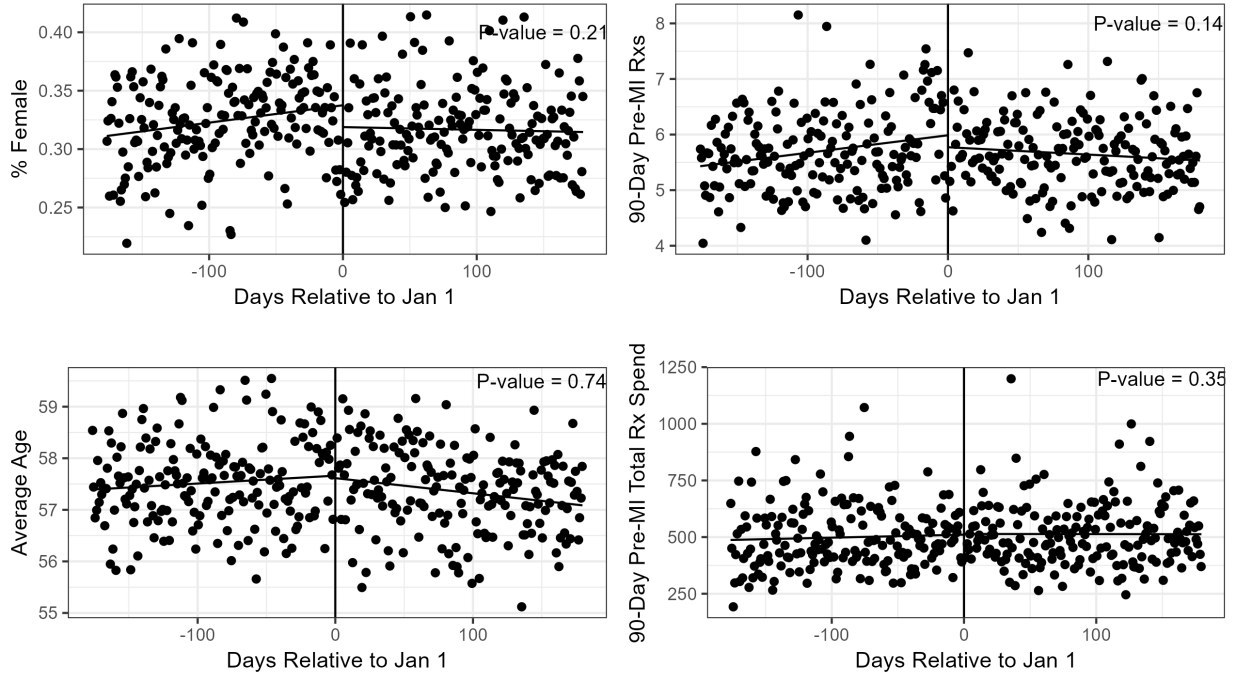 % Female
0.40
0.35
0.30
0.25
P-value = 0.21
-100 0 100
Days Relative to Jan 1
90-Day Pre-MI Rxs
8
7
6
5
4
P-value = 0.14
-100 0 100
Days Relative to Jan 1
Average Age
59
58
57
56
55
P-value = 0.74
-100 0 100
Days Relative to Jan 1
90-Day Pre-MI Total Rx Spend
1250
1000
750
500
250
P-value = 0.35
-100 0 100
Days Relative to Jan 1